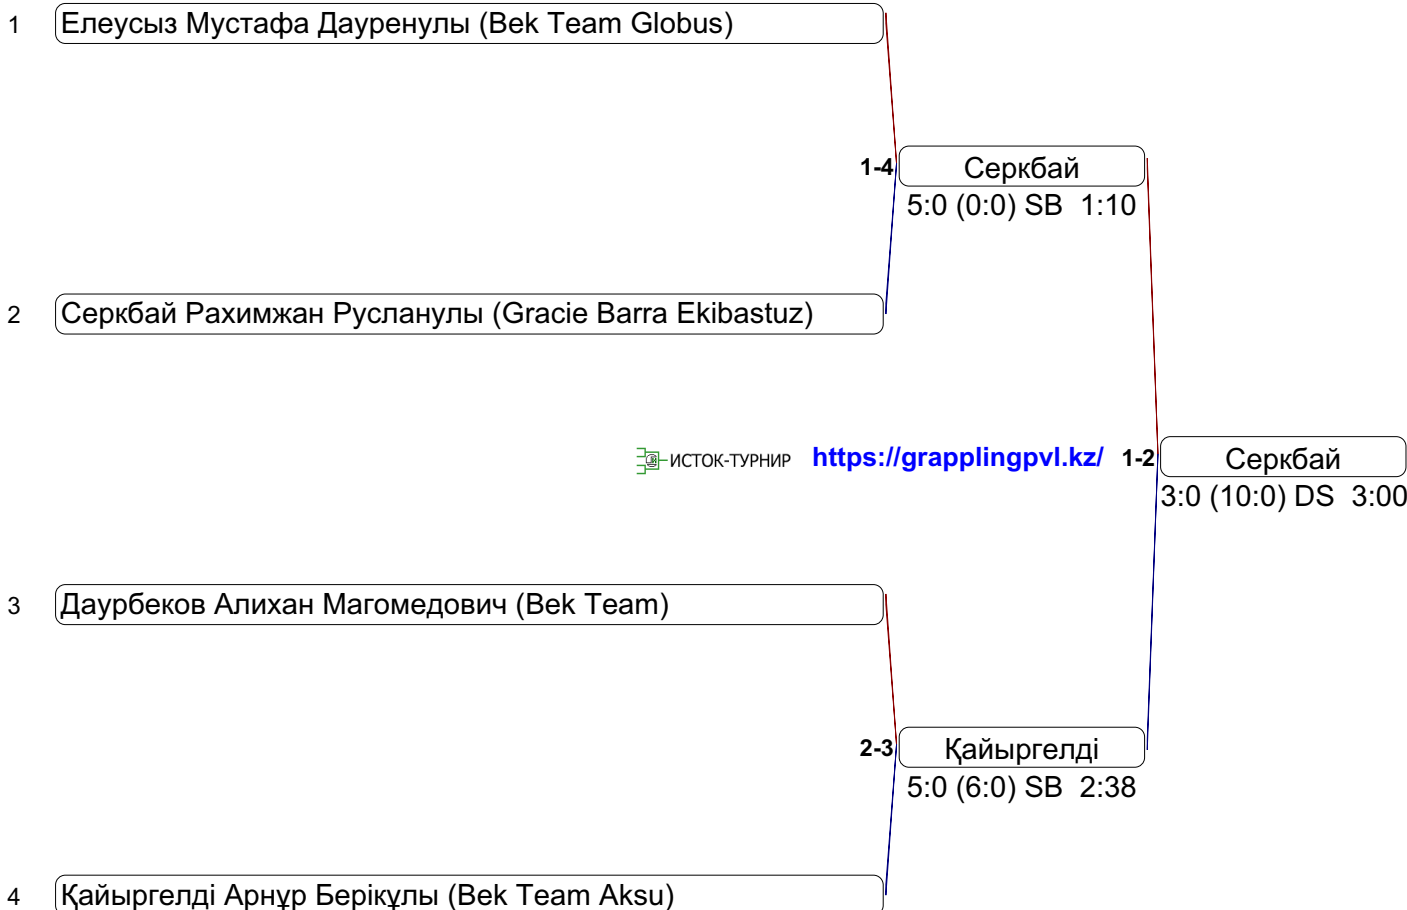 1 Елеусыз Мустафа Дауренулы (Bek Team Globus)
1-4 Серкбай
5:0 (0:0) SB 1:10
2 Серкбай Рахимжан Русланулы (Gracie Barra Ekibastuz)
ИСТОК-ТУРНИР https://grapplingpvl.kz/ 1-2 Серкбай
3:0 (10:0) DS 3:00
3 Даурбеков Алихан Магомедович (Bek Team)
2-3 Қайыргелді
5:0 (6:0) SB 2:38
4 Қайыргелді Арнұр Берікұлы (Bek Team Aksu)